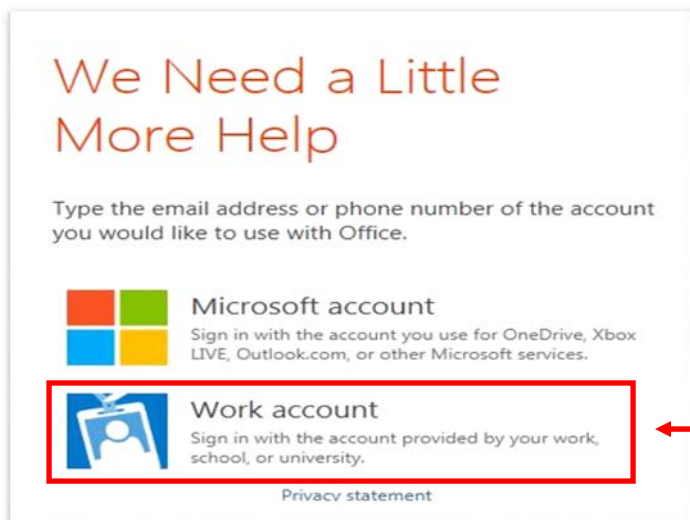 We Need a Little
More Help
Type the email address or phone number of the account
you would like to use with Office.
Microsoft account
Sign in with the account you use for OneDrive, Xbox
LIVE, Outlook.com, or other Microsoft services.
Work account
Sign in with the account provided by your work,
school, or university.
Privacy statement